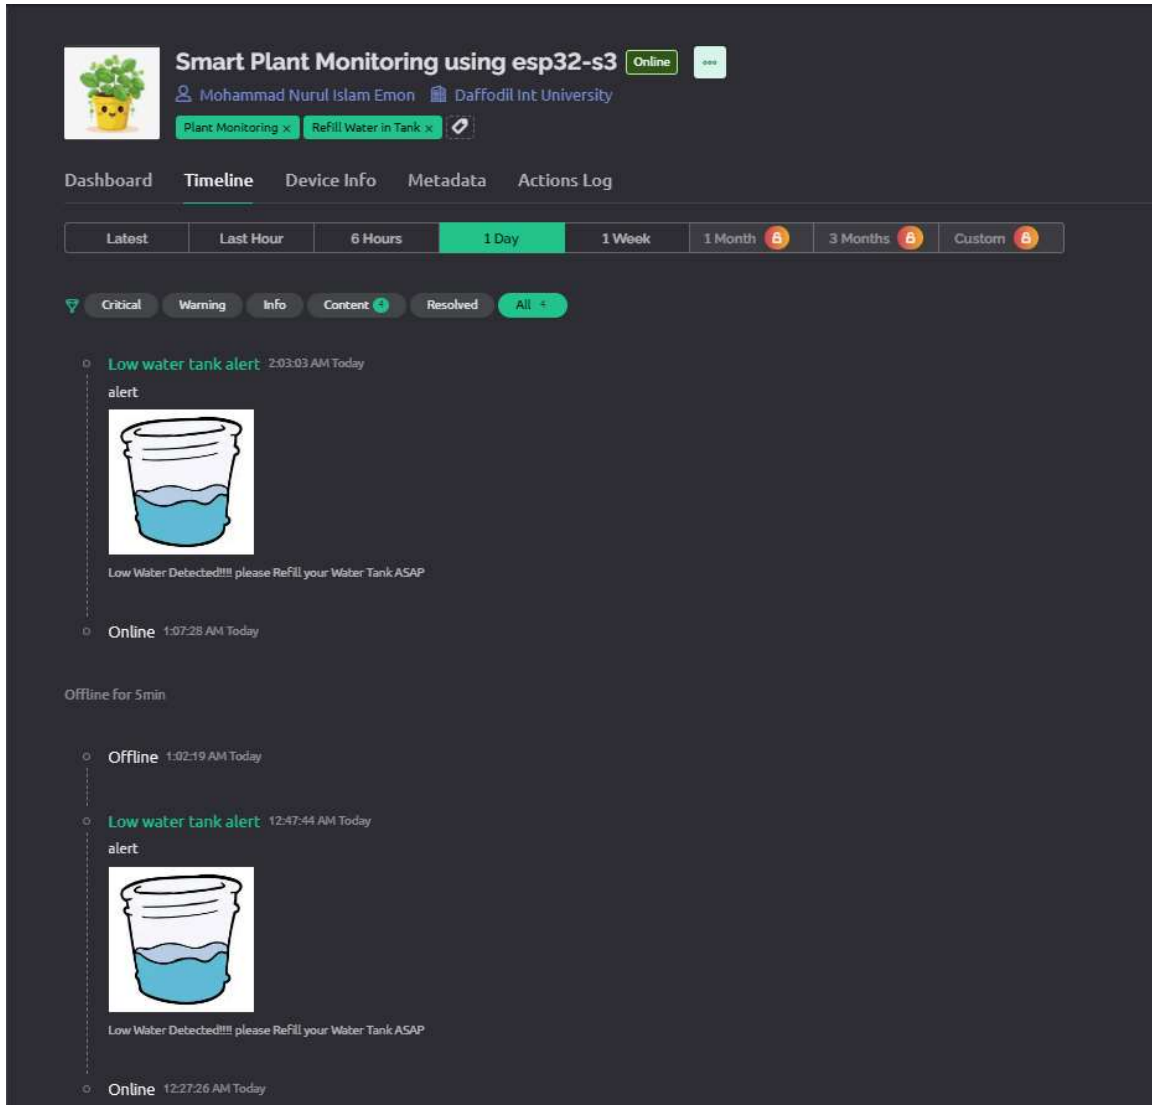 Smart Plant Monitoring using esp32-s3 Online
Mohammad Nurul Islam Emon Daffodil Int University
Plant Monitoring × Refill Water in Tank ×
Dashboard Timeline Device Info Metadata Actions Log
Latest Last Hour 6 Hours 1 Day 1 Week 1 Month 3 Months Custom
Critical Warning Info Content 4 Resolved All 4
Low water tank alert 2:03:03 AM Today
alert
Low Water Detected!!!! please Refill your Water Tank ASAP
Online 1:07:28 AM Today
Offline for 5min
Offline 1:02:19 AM Today
Low water tank alert 12:47:44 AM Today
alert
Low Water Detected!!!! please Refill your Water Tank ASAP
Online 12:27:26 AM Today